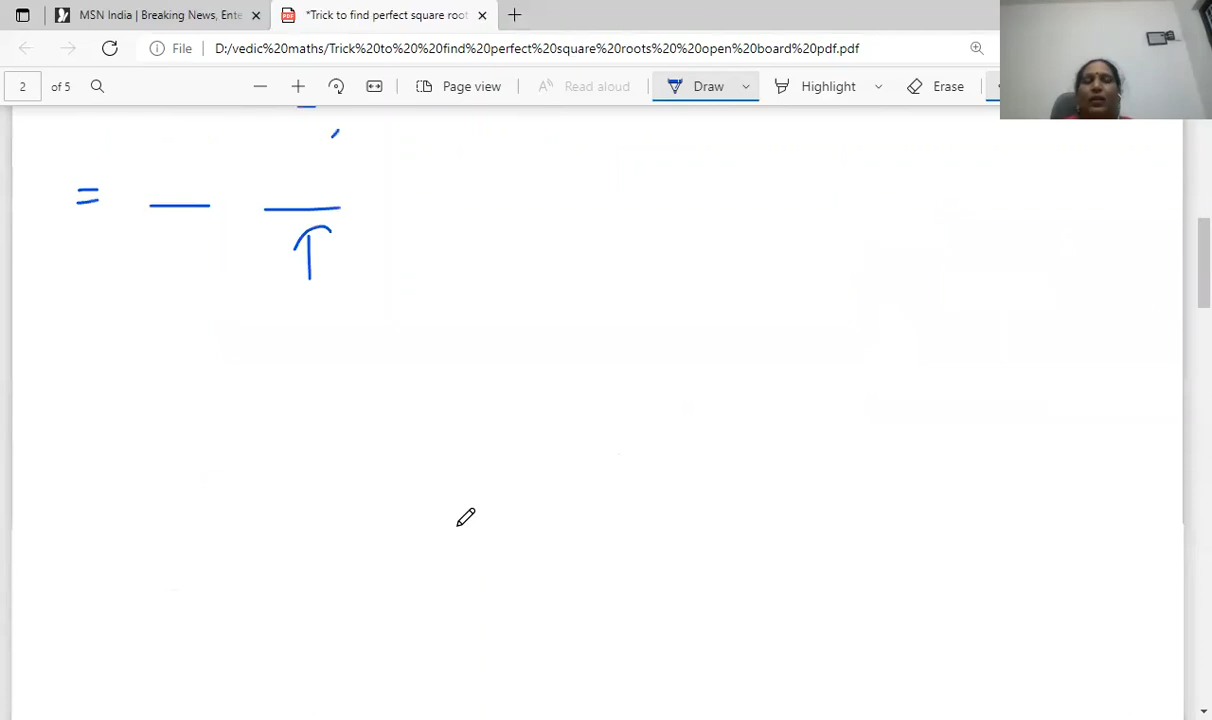 MSN India | Breaking News, Ente
*Trick to find perfect square root
File
D:/vedic%20maths/Trick%20to%20%20find%20perfect%20square%20roots%20%20open%20board%20pdf.pdf
2 of 5
Page view
Read aloud
Draw
Highlight
Erase
=